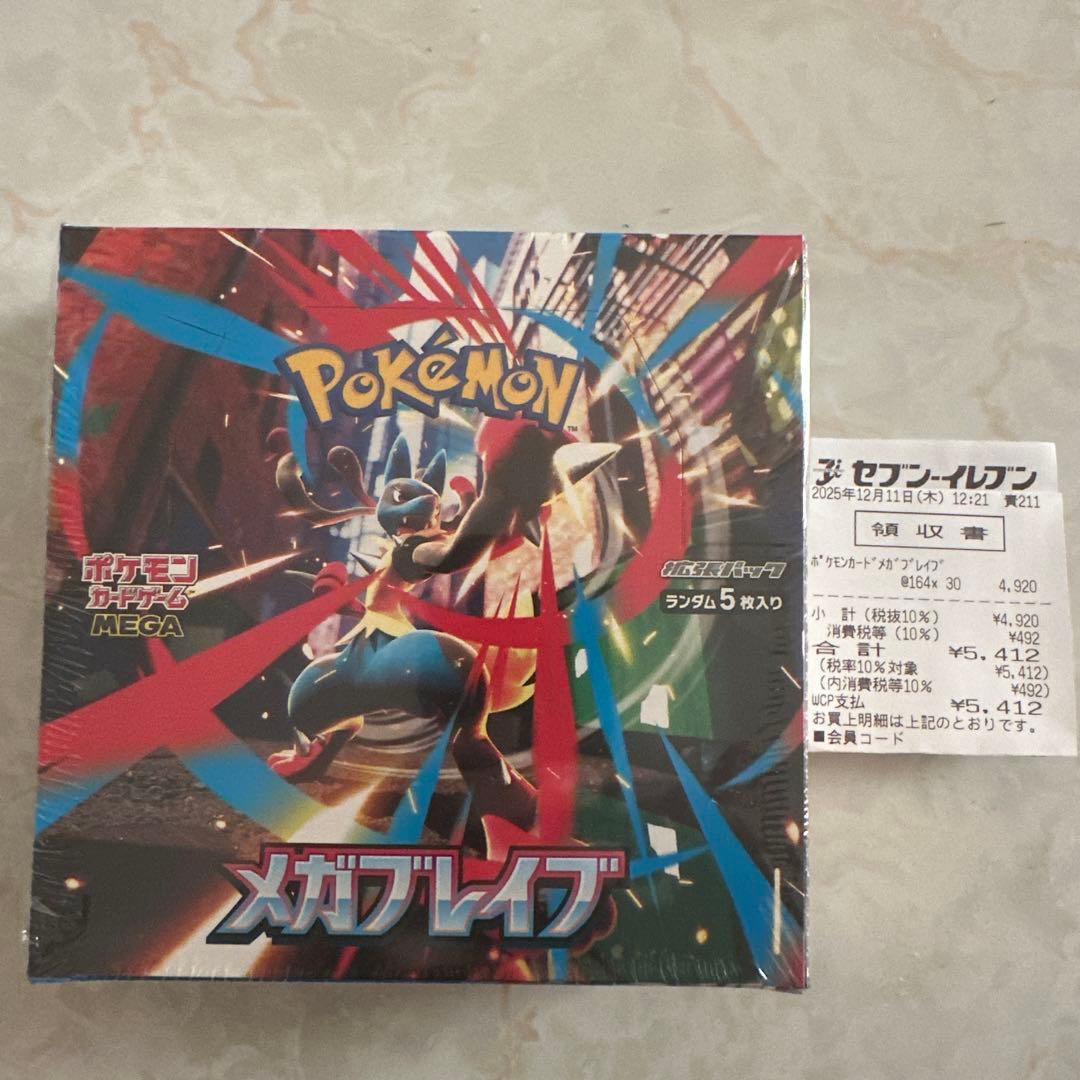 POKéMON
TM
ポケモン
カードゲーム
MEGA
拡張パック
ランダム5枚入り
メガブレイブ
セブン-イレブン
2025年12月11日(木) 12:21 責211
領収書
ﾎﾟｹﾓﾝｶｰﾄﾞﾒｶﾞﾌﾞﾚｲﾌﾞ
@164x 30 4,920
小 計(税抜10%) ¥4,920
消費税等(10%) ¥492
合 計 ¥5,412
(税率10%対象 ¥5,412)
(内消費税等10% ¥492)
WCP支払 ¥5,412
お買上明細は上記のとおりです。
■会員コード